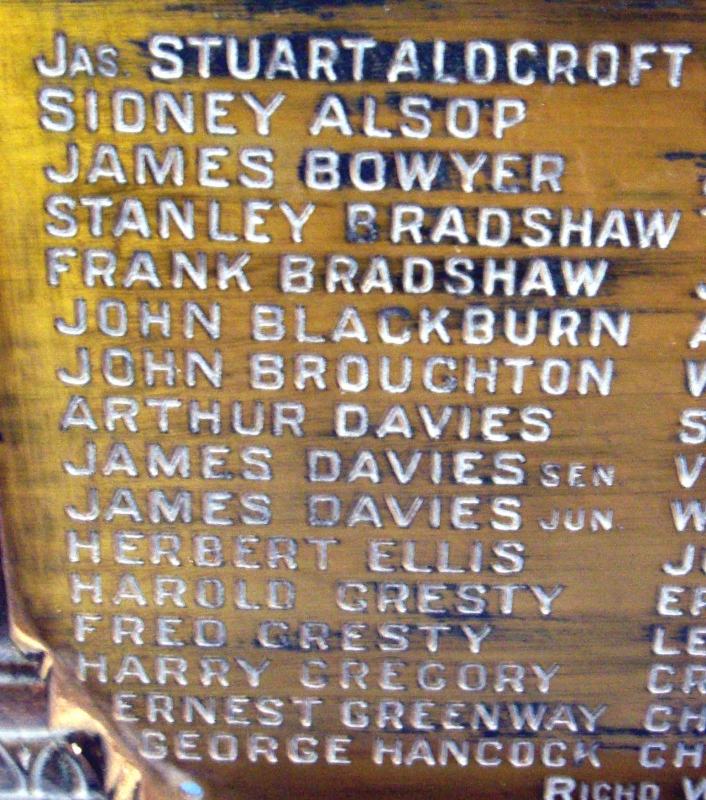 JAS. STUART ALDCROFT
SIDNEY ALSOP
JAMES BOWYER
STANLEY BRADSHAW
FRANK BRADSHAW
JOHN BLACKBURN
JOHN BROUGHTON
ARTHUR DAVIES
JAMES DAVIES SEN.
JAMES DAVIES JUN.
HERBERT ELLIS
HAROLD GRESTY
FRED GRESTY
HARRY GREGORY
ERNEST GREENWAY
GEORGE HANCOCK
RICHD